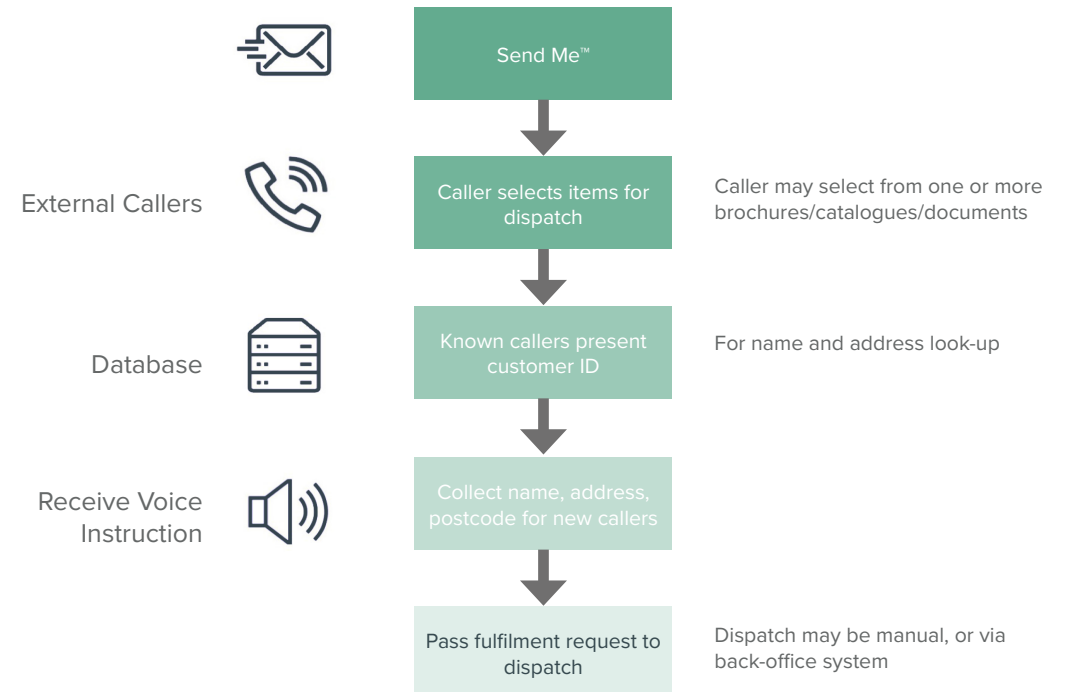 Send Me™
External Callers
Caller selects items for
dispatch
Caller may select from one or more
brochures/catalogues/documents
Database
Known callers present
customer ID
For name and address look-up
Receive Voice
Instruction
Collect name, address,
postcode for new callers
Pass fulfilment request to
dispatch
Dispatch may be manual, or via
back-office system